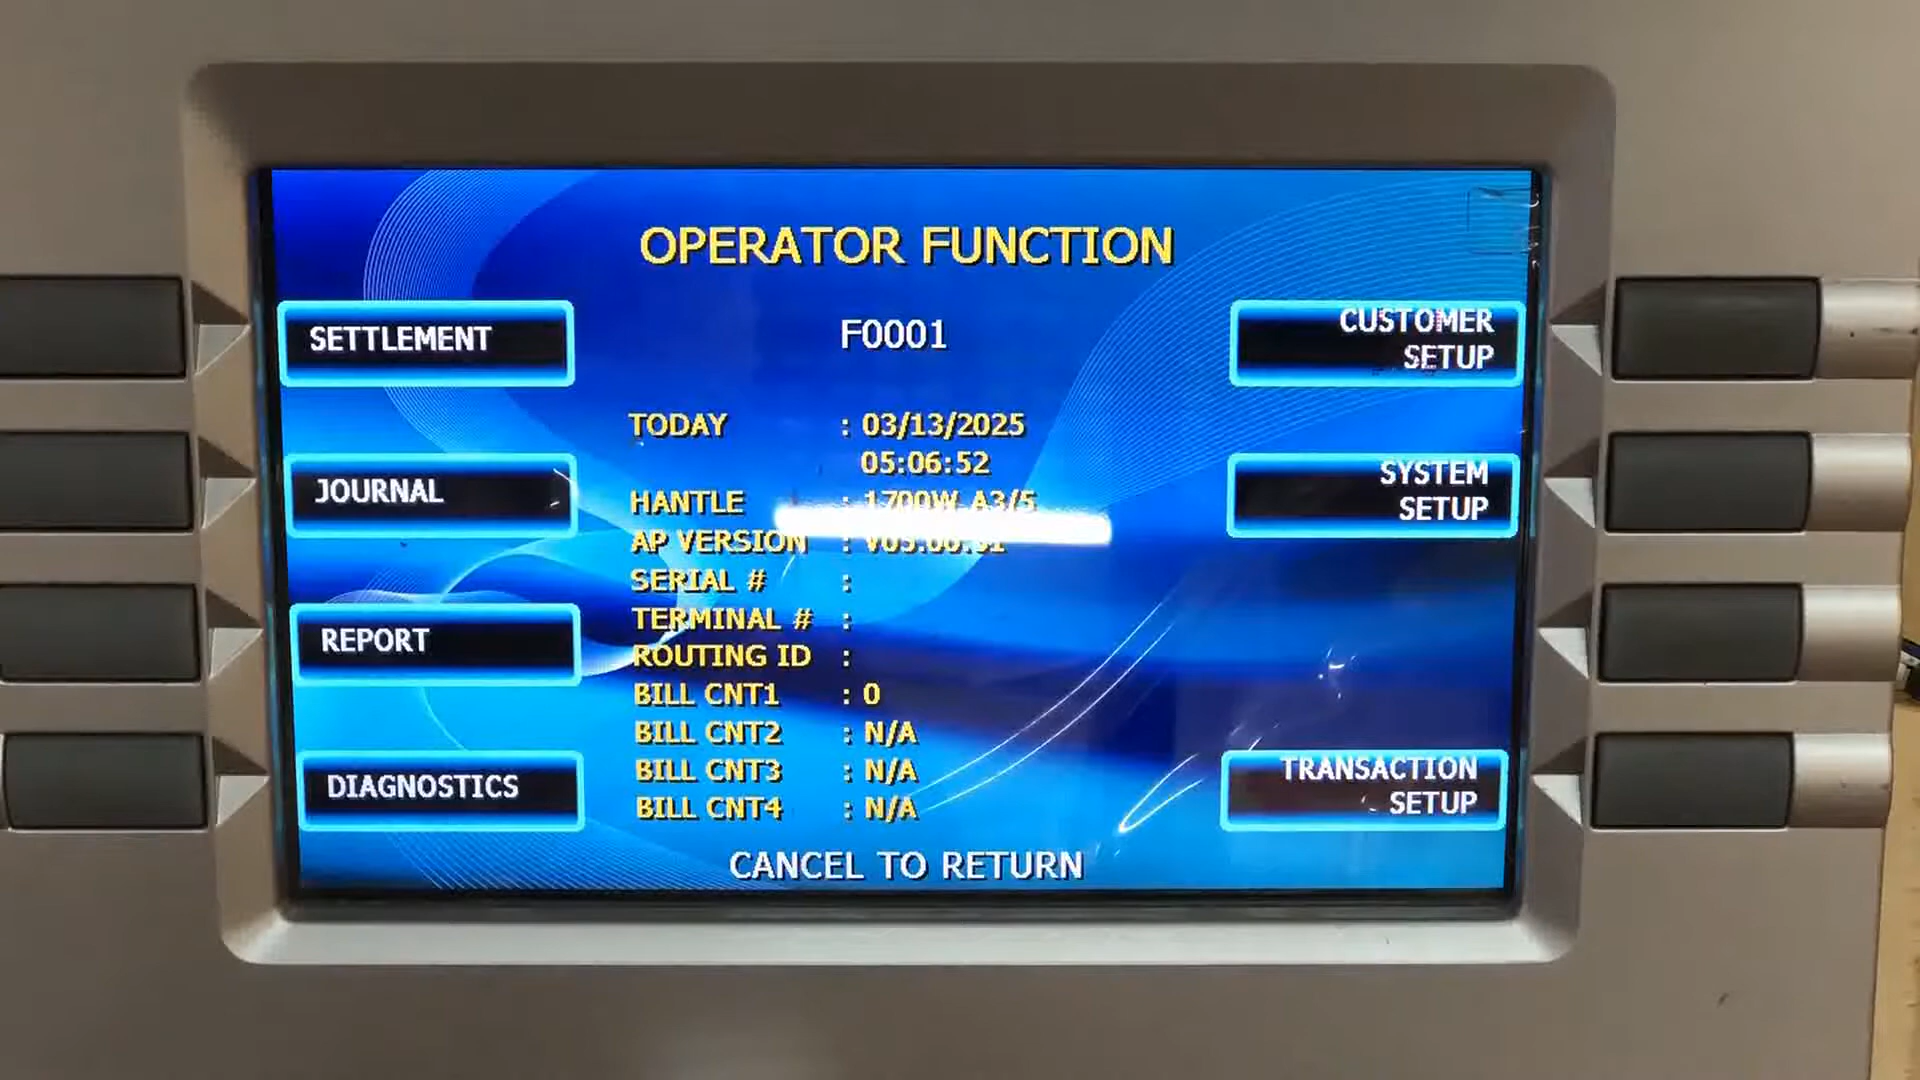 OPERATOR FUNCTION
F0001
SETTLEMENT
JOURNAL
REPORT
DIAGNOSTICS
TODAY : 03/13/2025
05:06:52
HANTLE : 1700W A3/5
AP VERSION :
SERIAL # :
TERMINAL # :
ROUTING ID :
BILL CNT1 : 0
BILL CNT2 : N/A
BILL CNT3 : N/A
BILL CNT4 : N/A
CUSTOMER
SETUP
SYSTEM
SETUP
TRANSACTION
SETUP
CANCEL TO RETURN